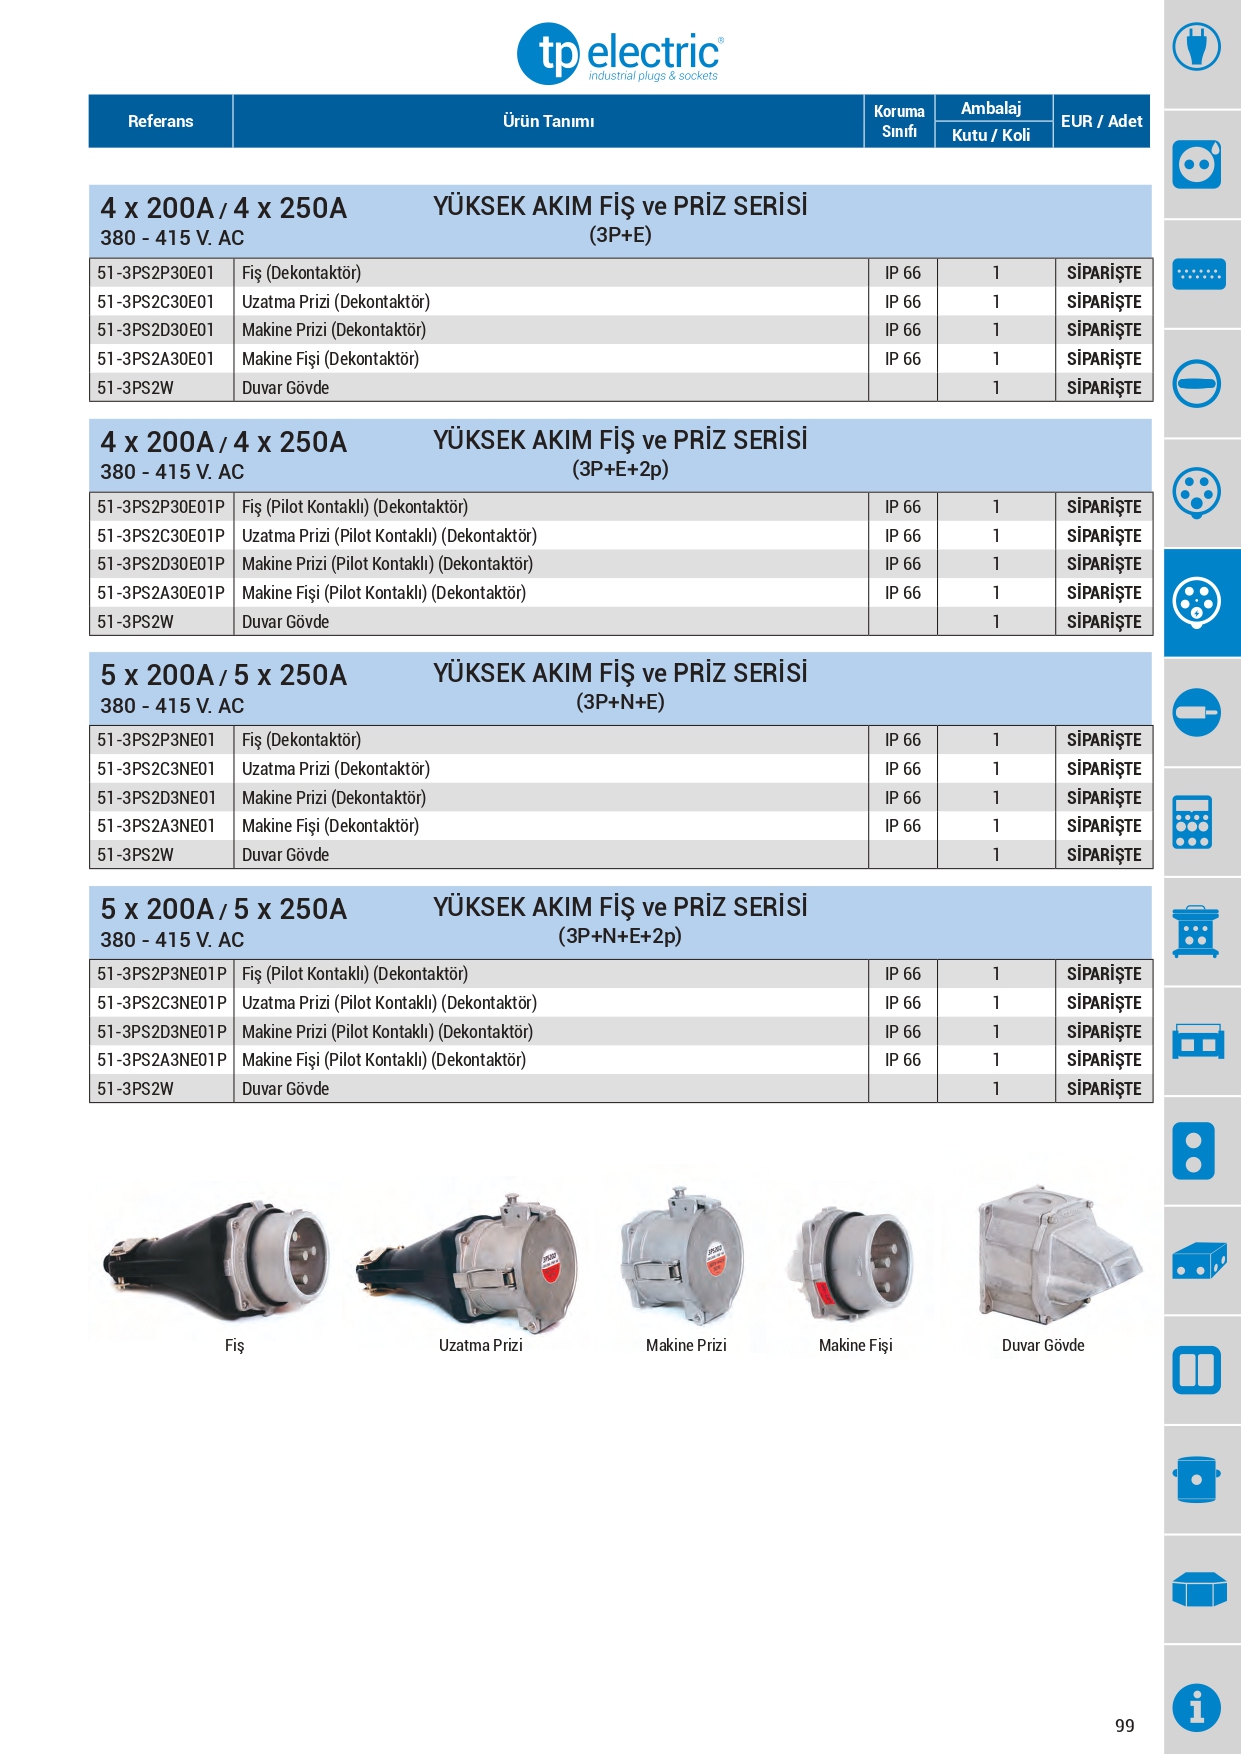 tp electric®
industrial plugs & sockets
Referans Ürün Tanımı Koruma Sınıfı Ambalaj Kutu / Koli EUR / Adet
4 x 200A / 4 x 250A YÜKSEK AKIM FİŞ ve PRİZ SERİSİ
380 - 415 V. AC (3P+E)
51-3PS2P30E01 Fiş (Dekontaktör) IP 66 1 SİPARİŞTE
51-3PS2C30E01 Uzatma Prizi (Dekontaktör) IP 66 1 SİPARİŞTE
51-3PS2D30E01 Makine Prizi (Dekontaktör) IP 66 1 SİPARİŞTE
51-3PS2A30E01 Makine Fişi (Dekontaktör) IP 66 1 SİPARİŞTE
51-3PS2W Duvar Gövde 1 SİPARİŞTE
4 x 200A / 4 x 250A YÜKSEK AKIM FİŞ ve PRİZ SERİSİ
380 - 415 V. AC (3P+E+2p)
51-3PS2P30E01P Fiş (Pilot Kontaklı) (Dekontaktör) IP 66 1 SİPARİŞTE
51-3PS2C30E01P Uzatma Prizi (Pilot Kontaklı) (Dekontaktör) IP 66 1 SİPARİŞTE
51-3PS2D30E01P Makine Prizi (Pilot Kontaklı) (Dekontaktör) IP 66 1 SİPARİŞTE
51-3PS2A30E01P Makine Fişi (Pilot Kontaklı) (Dekontaktör) IP 66 1 SİPARİŞTE
51-3PS2W Duvar Gövde 1 SİPARİŞTE
5 x 200A / 5 x 250A YÜKSEK AKIM FİŞ ve PRİZ SERİSİ
380 - 415 V. AC (3P+N+E)
51-3PS2P3NE01 Fiş (Dekontaktör) IP 66 1 SİPARİŞTE
51-3PS2C3NE01 Uzatma Prizi (Dekontaktör) IP 66 1 SİPARİŞTE
51-3PS2D3NE01 Makine Prizi (Dekontaktör) IP 66 1 SİPARİŞTE
51-3PS2A3NE01 Makine Fişi (Dekontaktör) IP 66 1 SİPARİŞTE
51-3PS2W Duvar Gövde 1 SİPARİŞTE
5 x 200A / 5 x 250A YÜKSEK AKIM FİŞ ve PRİZ SERİSİ
380 - 415 V. AC (3P+N+E+2p)
51-3PS2P3NE01P Fiş (Pilot Kontaklı) (Dekontaktör) IP 66 1 SİPARİŞTE
51-3PS2C3NE01P Uzatma Prizi (Pilot Kontaklı) (Dekontaktör) IP 66 1 SİPARİŞTE
51-3PS2D3NE01P Makine Prizi (Pilot Kontaklı) (Dekontaktör) IP 66 1 SİPARİŞTE
51-3PS2A3NE01P Makine Fişi (Pilot Kontaklı) (Dekontaktör) IP 66 1 SİPARİŞTE
51-3PS2W Duvar Gövde 1 SİPARİŞTE
Fiş Uzatma Prizi Makine Prizi Makine Fişi Duvar Gövde
99